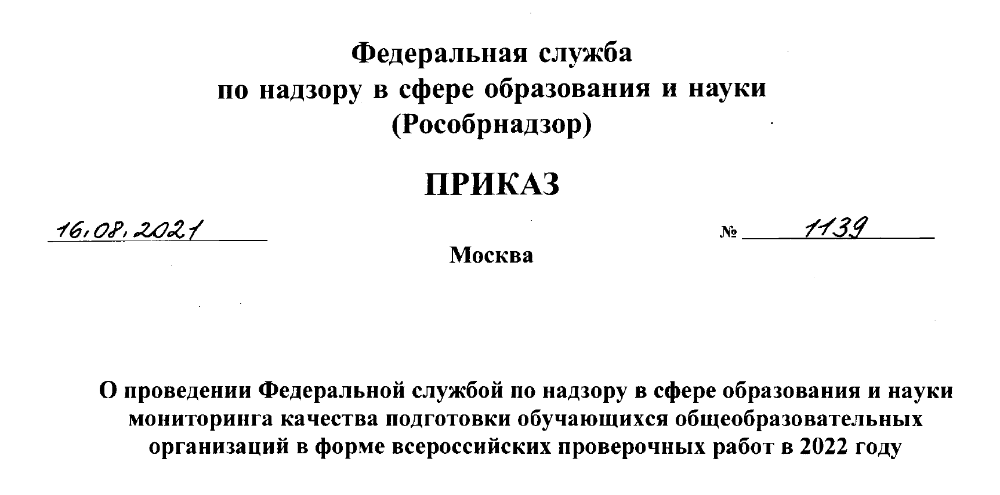 Федеральная служба
по надзору в сфере образования и науки
(Рособрнадзор)
ПРИКАЗ
16.08.2021 № 1139
Москва
О проведении Федеральной службой по надзору в сфере образования и науки
мониторинга качества подготовки обучающихся общеобразовательных
организаций в форме всероссийских проверочных работ в 2022 году